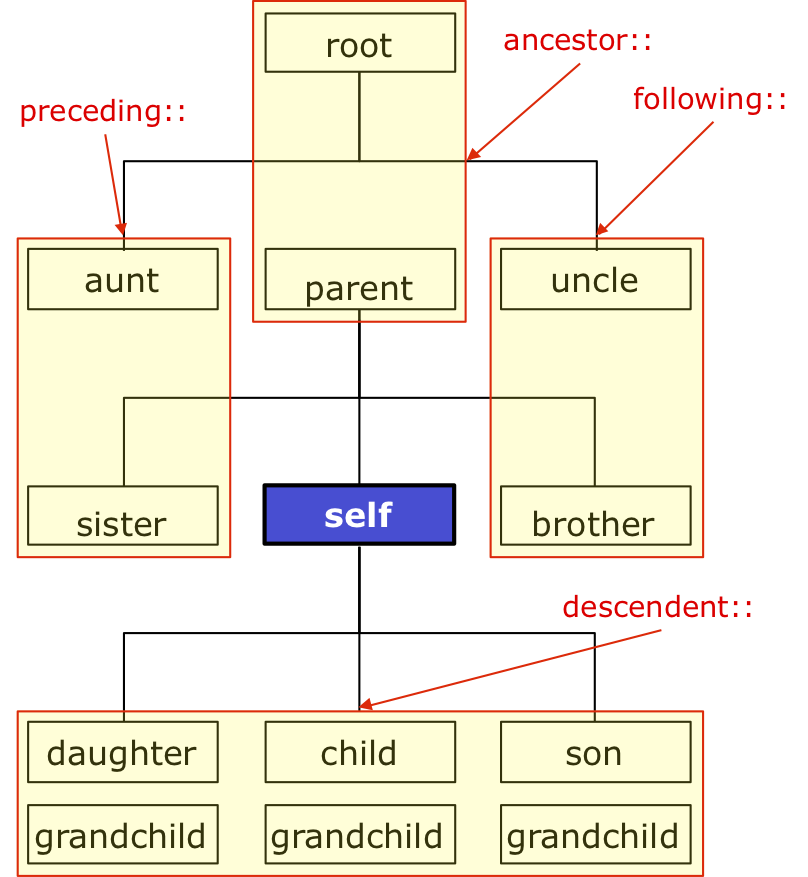 root
ancestor::
following::
preceding::
aunt
parent
uncle
sister
self
brother
descendent::
daughter
child
son
grandchild
grandchild
grandchild